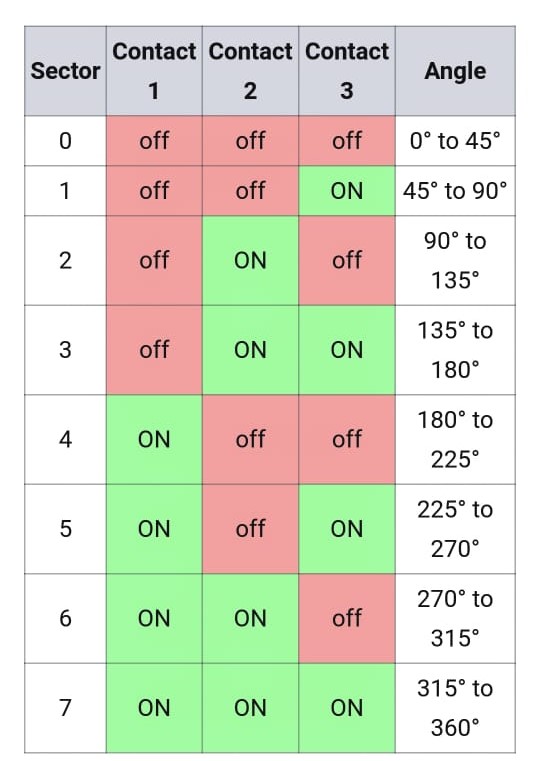 Sector Contact 1 Contact 2 Contact 3 Angle
0 off off off 0° to 45°
1 off off ON 45° to 90°
2 off ON off 90° to 135°
3 off ON ON 135° to 180°
4 ON off off 180° to 225°
5 ON off ON 225° to 270°
6 ON ON off 270° to 315°
7 ON ON ON 315° to 360°